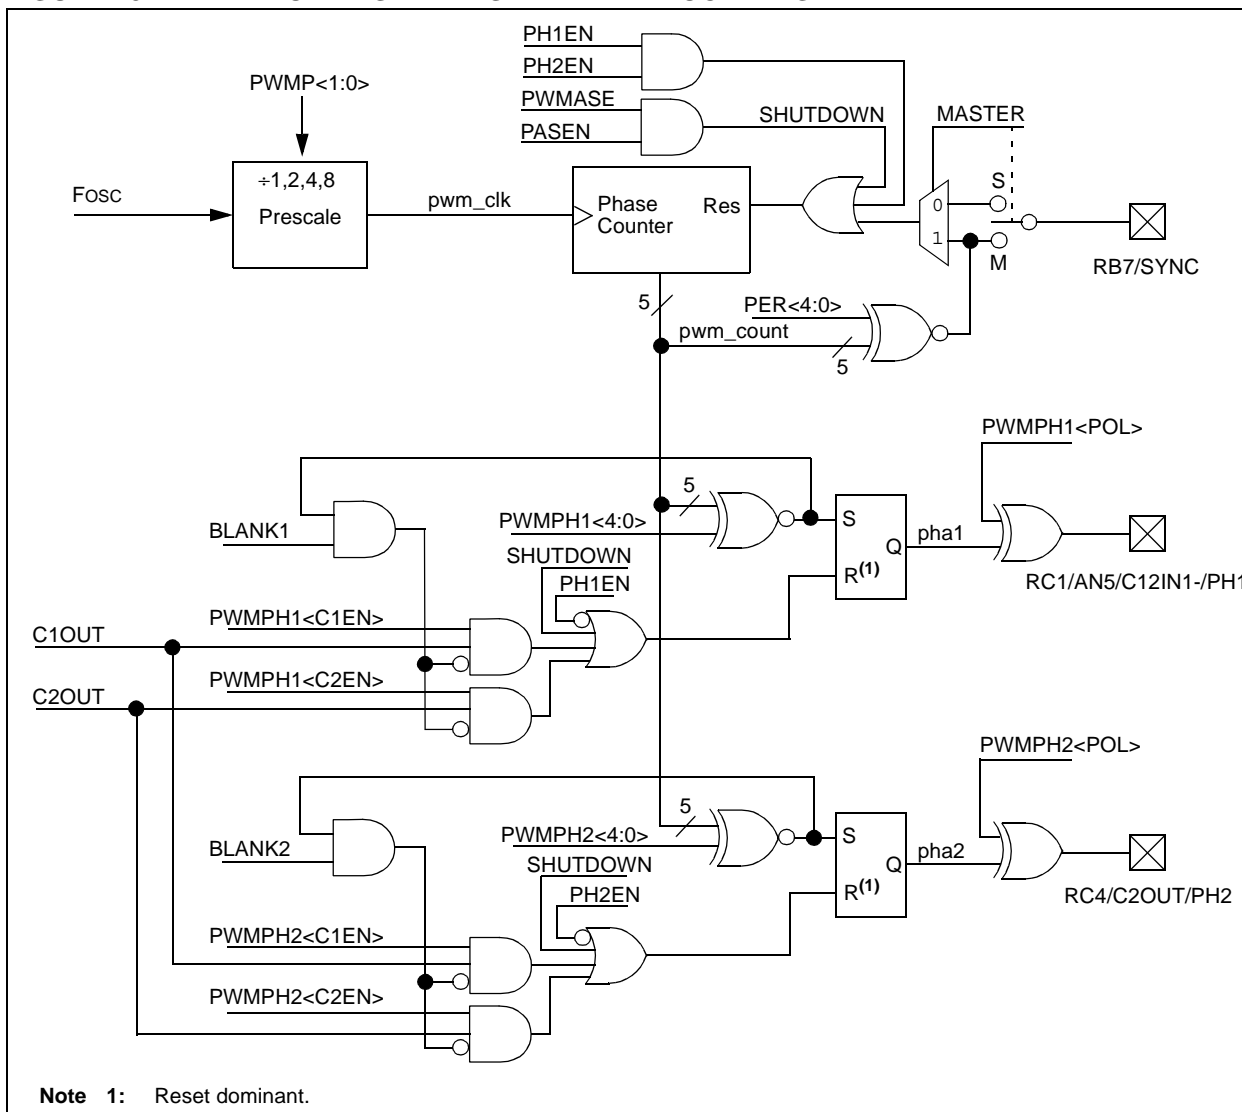 PH1EN
PH2EN
PWMP<1:0>
PWMASE
SHUTDOWN
MASTER
PASEN
÷1,2,4,8
Prescale
FOSC
pwm_clk
Phase
Counter
Res
0
1
S
M
RB7/SYNC
5
PER<4:0>
pwm_count
5
PWMPH1<POL>
5
BLANK1
PWMPH1<4:0>
S
Q
R(1)
pha1
SHUTDOWN
PH1EN
RC1/AN5/C12IN1-/PH1
PWMPH1<C1EN>
C1OUT
PWMPH1<C2EN>
C2OUT
PWMPH2<POL>
5
BLANK2
PWMPH2<4:0>
S
Q
R(1)
pha2
SHUTDOWN
PH2EN
RC4/C2OUT/PH2
PWMPH2<C1EN>
PWMPH2<C2EN>
Note 1: Reset dominant.